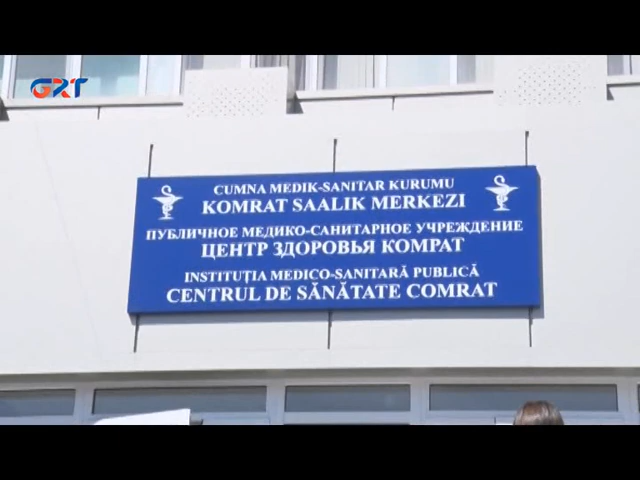 GRT
CUMNA MEDIK-SANITAR KURUMU
KOMRAT SAALIK MERKEZI
ПУБЛИЧНОЕ МЕДИКО-САНИТАРНОЕ УЧРЕЖДЕНИЕ
ЦЕНТР ЗДОРОВЬЯ КОМРАТ
INSTITUȚIA MEDICO-SANITARĂ PUBLICĂ
CENTRUL DE SĂNĂTATE COMRAT